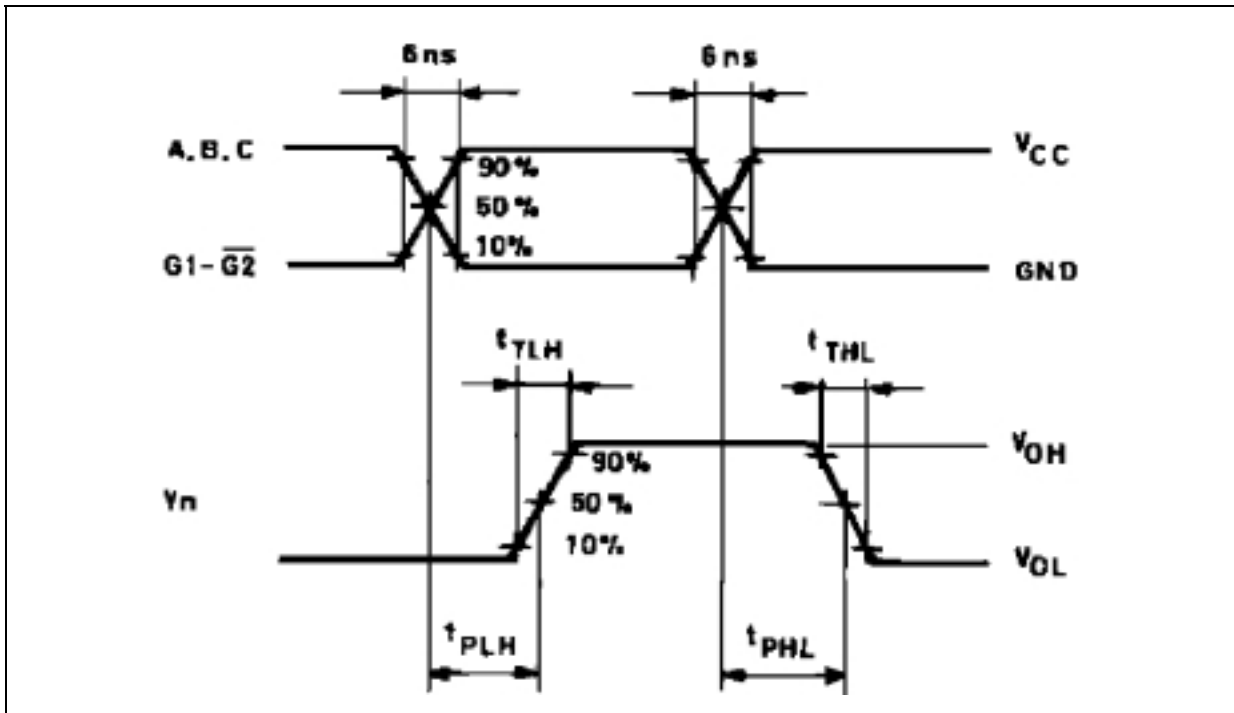 6ns 6ns
A.B.C VCC
90%
50%
10%
G1-G2 GND
tTLH tTHL
90% VOH
Yn 50%
10%
VOL
tPLH tPHL